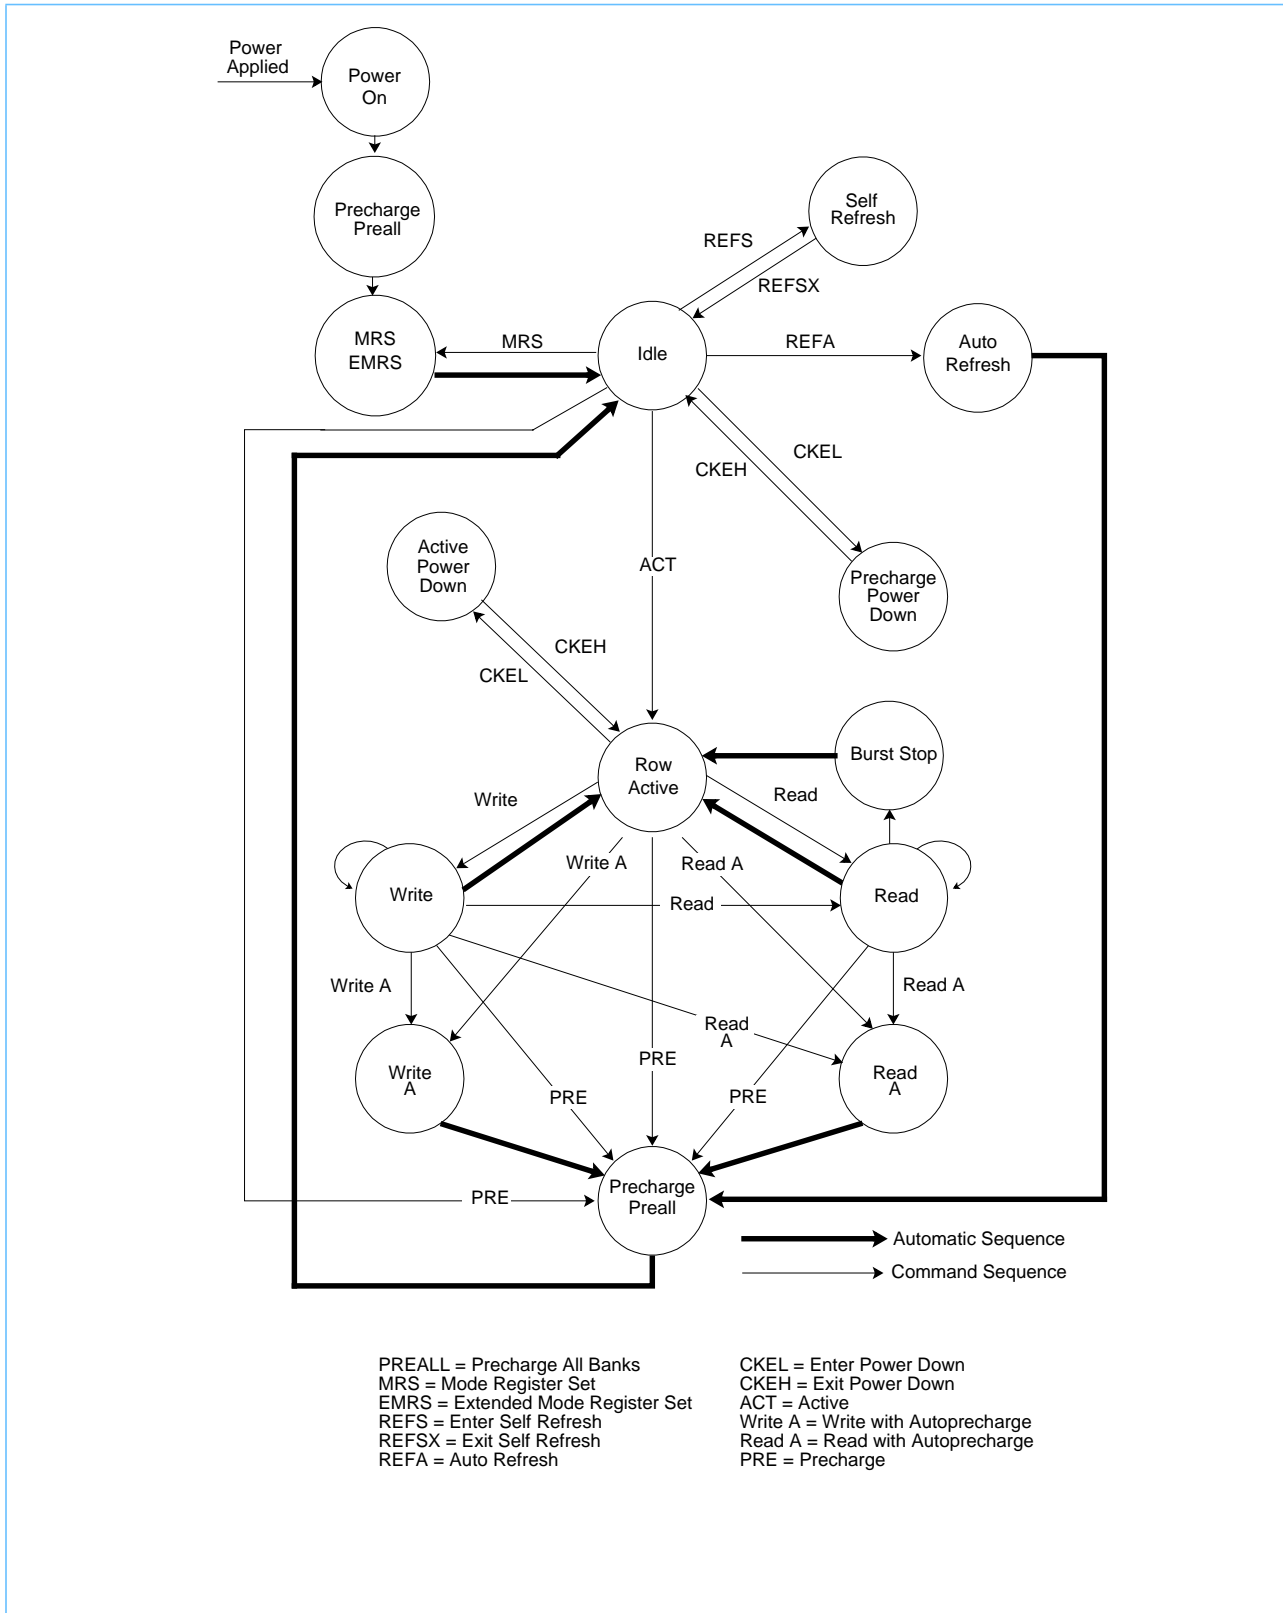 Power
Applied
Power
On
Precharge
Preall
Self
Refresh
REFS
REFSX
MRS
EMRS
MRS
Idle
REFA
Auto
Refresh
CKEL
CKEH
Active
Power
Down
ACT
Precharge
Power
Down
CKEH
CKEL
Row
Active
Burst Stop
Write
Read
Write A
Read A
Write
Read
Read
Write A
Read A
Read
A
Write
A
PRE
Read
A
PRE
PRE
Precharge
Preall
PRE
Automatic Sequence
Command Sequence
PREALL = Precharge All Banks
MRS = Mode Register Set
EMRS = Extended Mode Register Set
REFS = Enter Self Refresh
REFSX = Exit Self Refresh
REFA = Auto Refresh
CKEL = Enter Power Down
CKEH = Exit Power Down
ACT = Active
Write A = Write with Autoprecharge
Read A = Read with Autoprecharge
PRE = Precharge